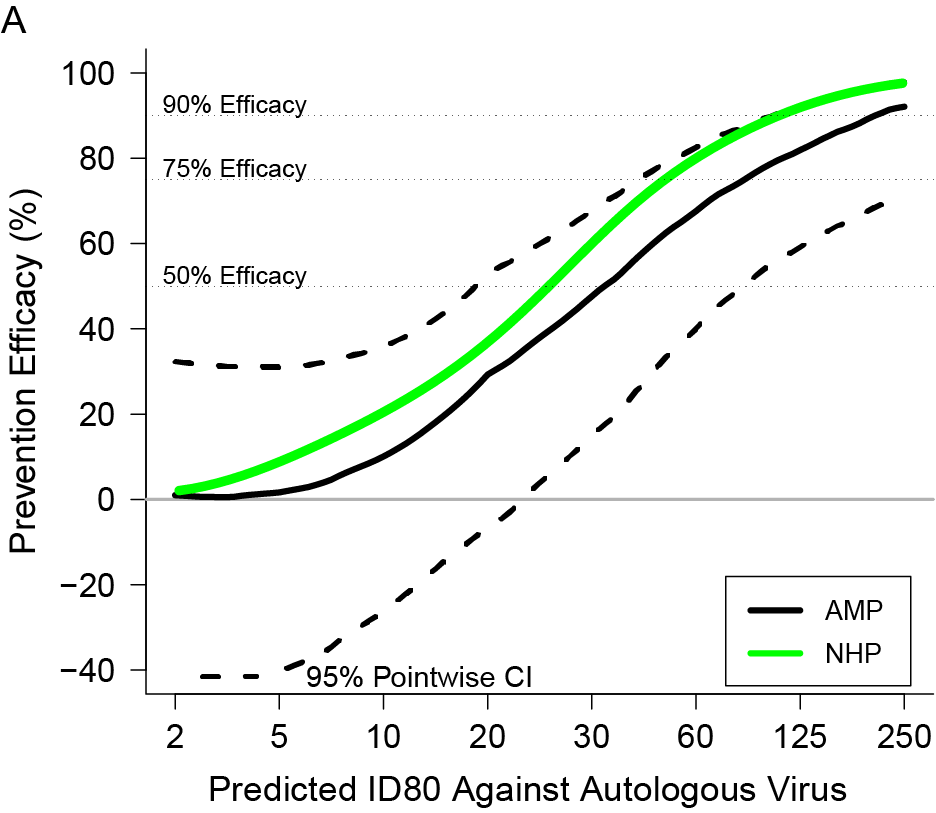 A
Prevention Efficacy (%)
100
80
60
40
20
0
−20
−40
90% Efficacy
75% Efficacy
50% Efficacy
95% Pointwise CI
AMP
NHP
2 5 10 20 30 60 125 250
Predicted ID80 Against Autologous Virus